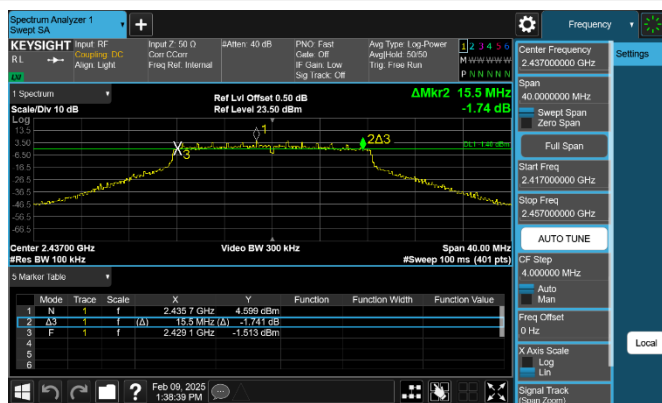 Spectrum Analyzer 1
Swept SA
Frequency
KEYSIGHT
Input: RF
Coupling: DC
Align: Light
Input Z: 50 Ω
Corr CCorr
Freq Ref: Internal
#Atten: 40 dB
PNO: Fast
Gate: Off
IF Gain: Low
Sig Track: Off
Avg Type: Log-Power
Avg|Hold: 50/50
Trig: Free Run
1 2 3 4 5 6
M W W W W W
P N N N N N
R L
LVI
1 Spectrum
Scale/Div 10 dB
Ref Lvl Offset 0.50 dB
Ref Level 23.50 dBm
ΔMkr2 15.5 MHz
-1.74 dB
Log
13.5
3.50
-6.50
-16.5
-26.5
-36.5
-46.5
-56.5
-66.5
1
2Δ3
3
Center 2.43700 GHz
#Res BW 100 kHz
Video BW 300 kHz
Span 40.00 MHz
#Sweep 100 ms (401 pts)
5 Marker Table
Mode Trace Scale X Y Function Function Width Function Value
1 N 1 f 2.435 7 GHz 4.599 dBm
2 Δ3 1 f (Δ) 15.5 MHz (Δ) -1.741 dB
3 F 1 f 2.429 1 GHz -1.513 dBm
4
5
6
Feb 09, 2025
1:38:39 PM
Center Frequency
2.437000000 GHz
Span
40.0000000 MHz
Swept Span
Zero Span
Full Span
Start Freq
2.417000000 GHz
Stop Freq
2.457000000 GHz
AUTO TUNE
CF Step
4.000000 MHz
Auto
Man
Freq Offset
0 Hz
X Axis Scale
Log
Lin
Signal Track
(Span Zoom)
Settings
Local